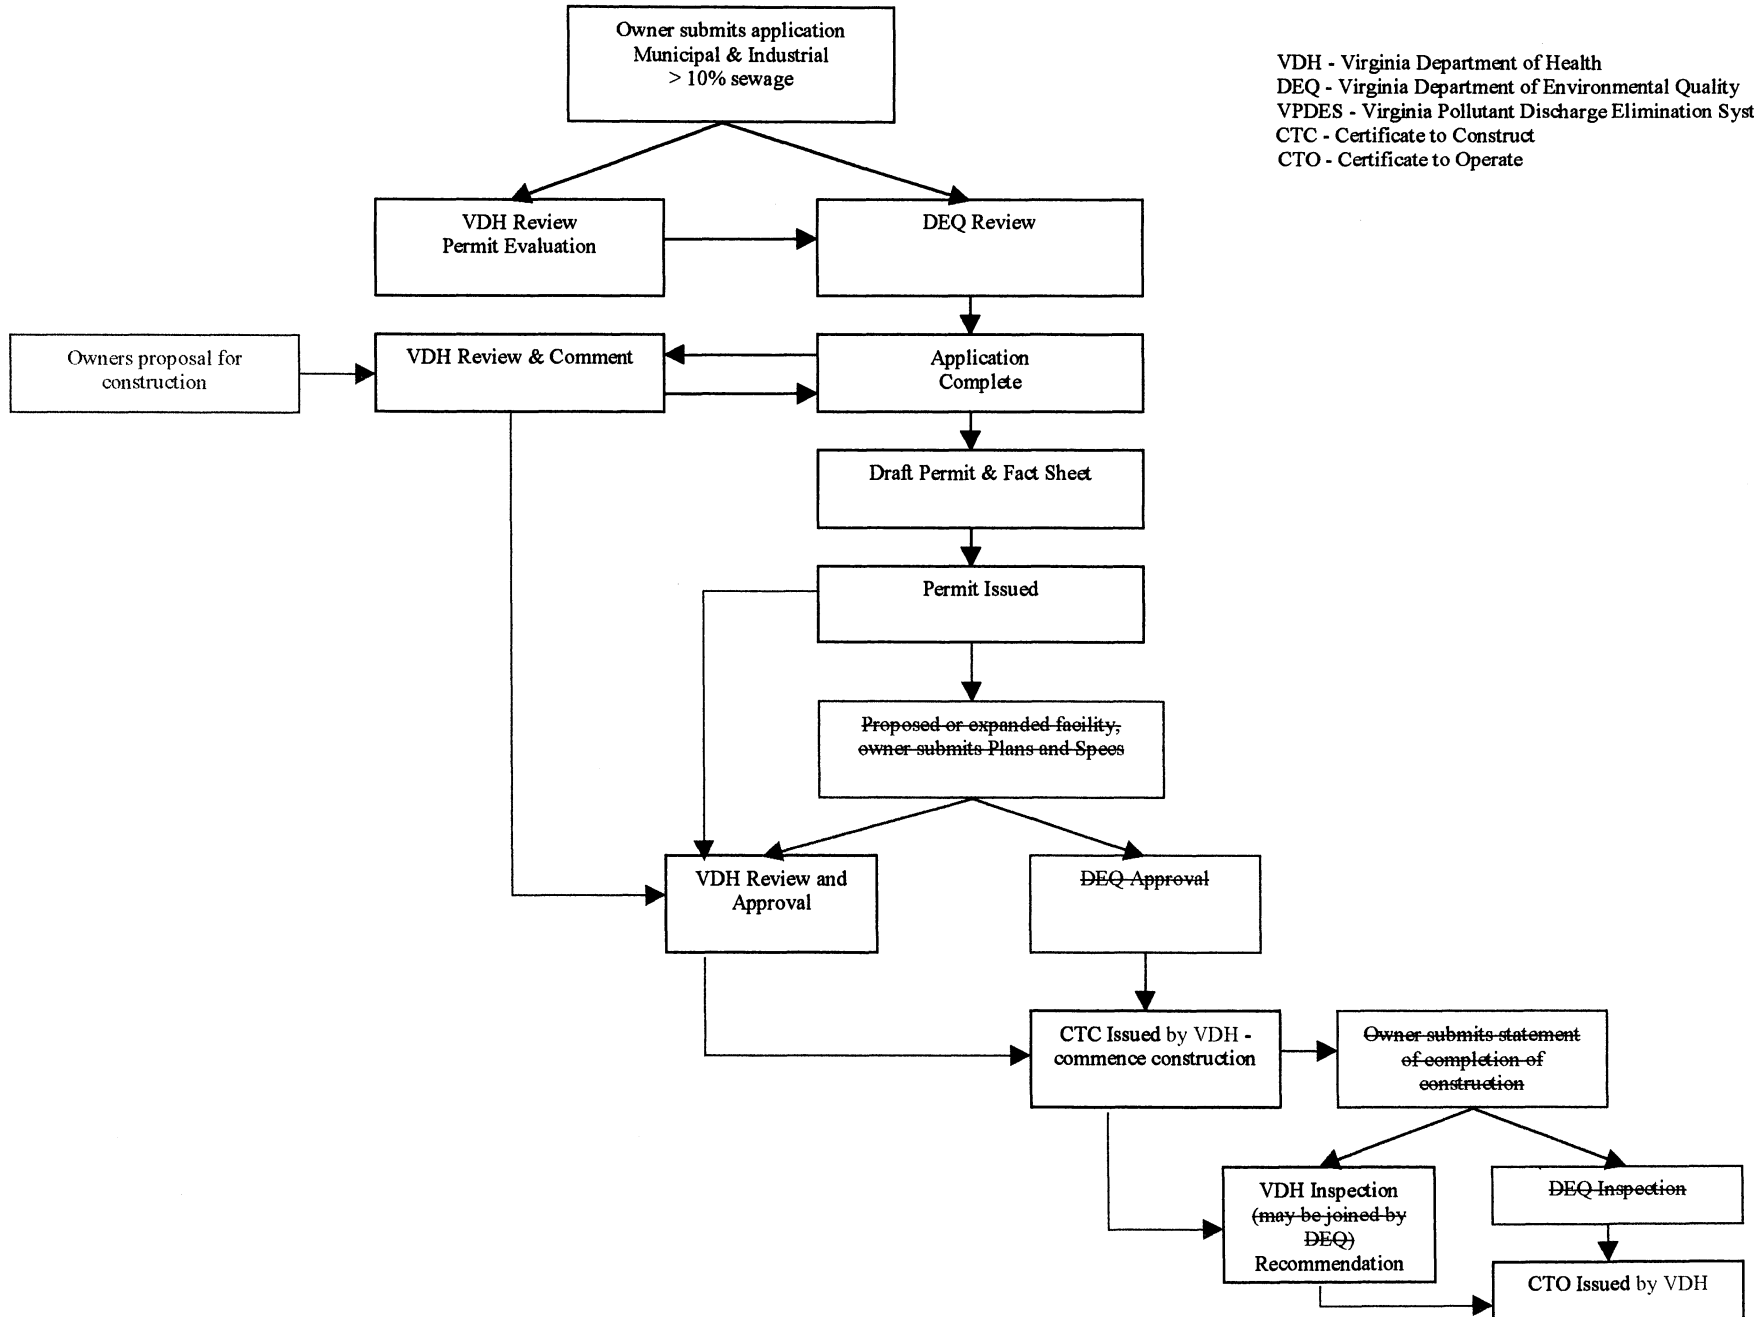 Owner submits application
Municipal & Industrial
> 10% sewage
VDH - Virginia Department of Health
DEQ - Virginia Department of Environmental Quality
VPDES - Virginia Pollutant Discharge Elimination Syst
CTC - Certificate to Construct
CTO - Certificate to Operate
VDH Review
Permit Evaluation
DEQ Review
Owners proposal for
construction
VDH Review & Comment
Application
Complete
Draft Permit & Fact Sheet
Permit Issued
Proposed or expanded facility,
owner submits Plans and Specs
VDH Review and
Approval
DEQ Approval
CTC Issued by VDH -
commence construction
Owner submits statement
of completion of
construction
VDH Inspection
(may be joined by
DEQ)
Recommendation
DEQ Inspection
CTO Issued by VDH